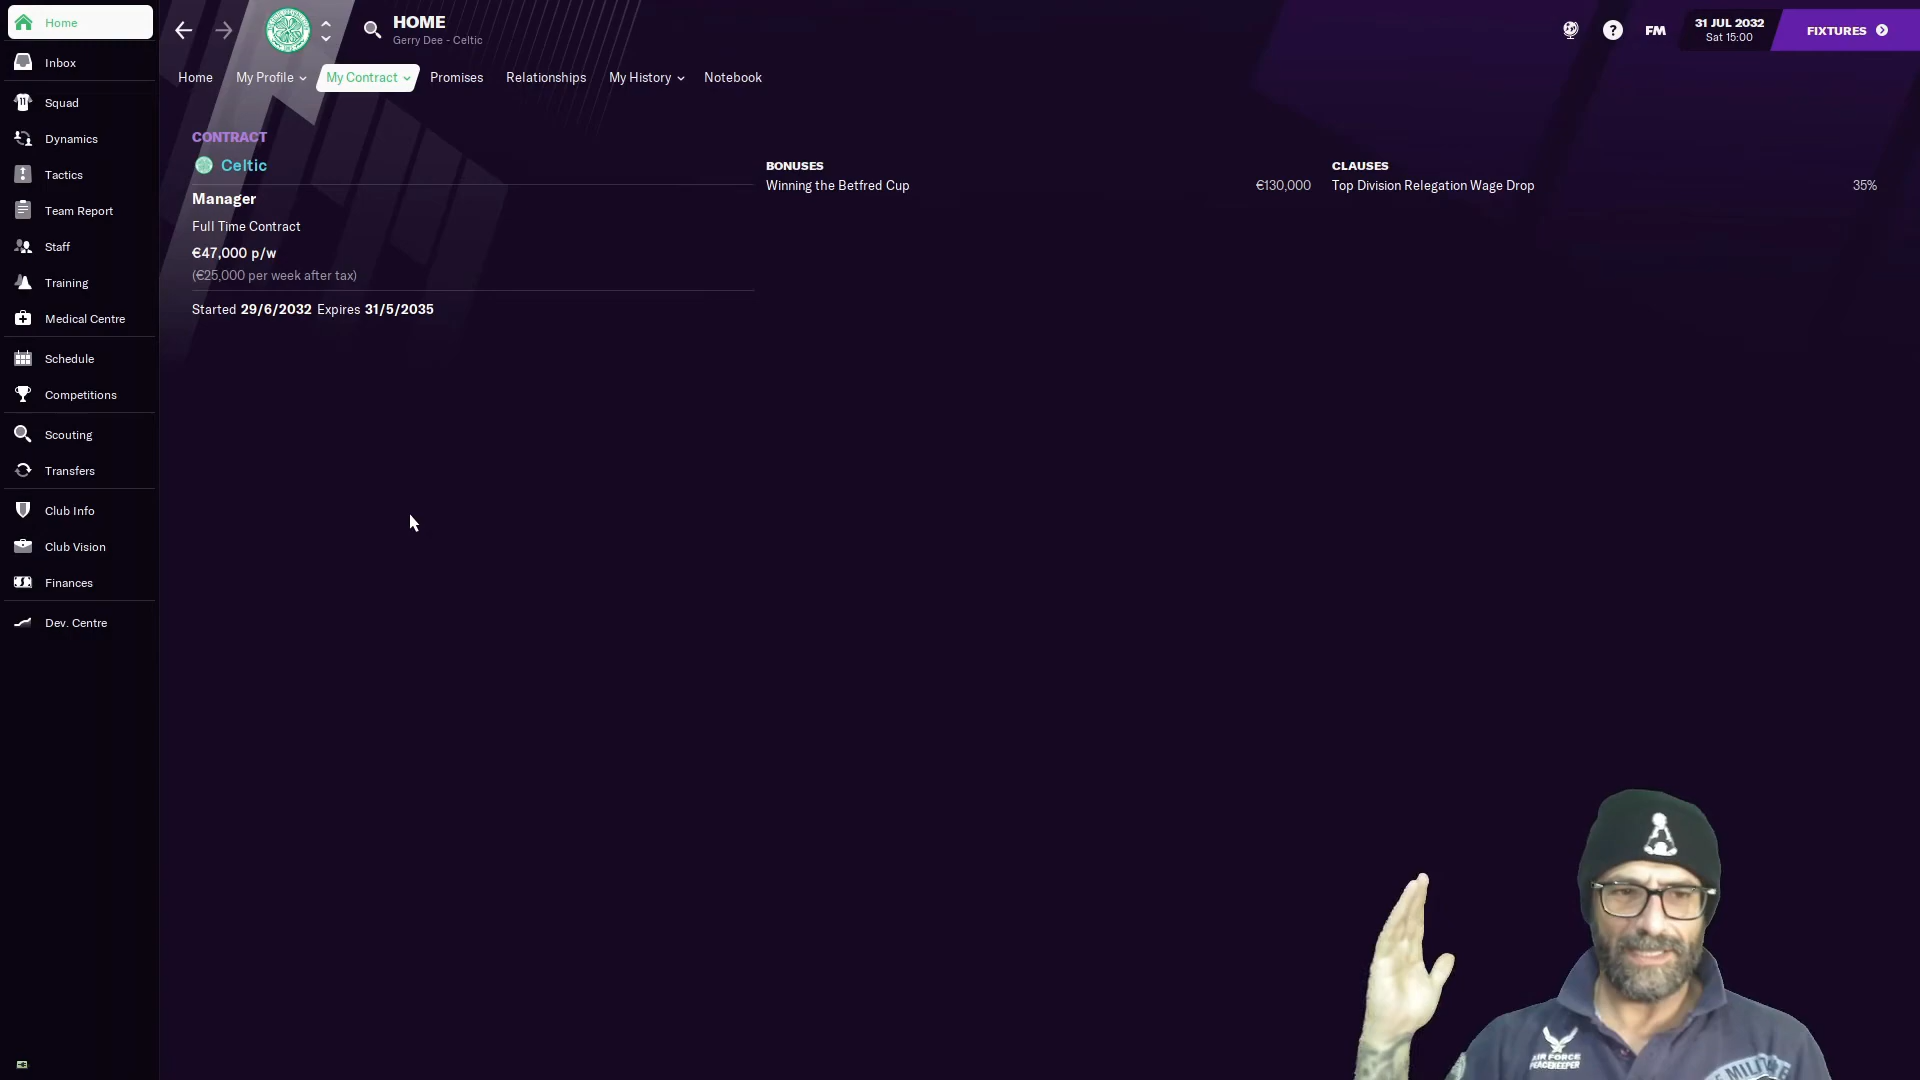 Home
Inbox
Squad
Dynamics
Tactics
Team Report
Staff
Training
Medical Centre
Schedule
Competitions
Scouting
Transfers
Club Info
Club Vision
Finances
Dev. Centre
HOME
Gerry Dee - Celtic
FM
31 JUL 2032
Sat 15:00
FIXTURES
Home My Profile My Contract Promises Relationships My History Notebook
CONTRACT
Celtic
Manager
Full Time Contract
€47,000 p/w
(€25,000 per week after tax)
Started 29/6/2032 Expires 31/5/2035
BONUSES
Winning the Betfred Cup €130,000
CLAUSES
Top Division Relegation Wage Drop 35%
AIR FORCE
PEACEKEEPER